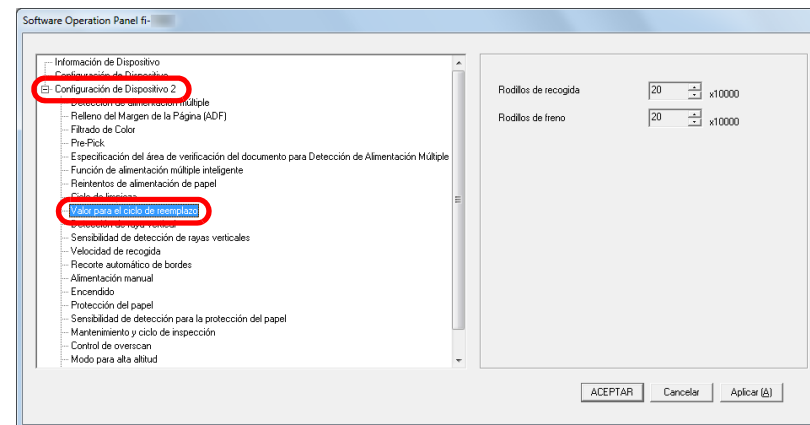 Software Operation Panel fi-
Información de Dispositivo
Configuración de Dispositivo
Configuración de Dispositivo 2
Detección de alimentación múltiple
Relleno del Margen de la Página (ADF)
Filtrado de Color
Pre-Pick
Especificación del área de verificación del documento para Detección de Alimentación Múltiple
Función de alimentación múltiple inteligente
Reintentos de alimentación de papel
Ciclo de limpieza
Valor para el ciclo de reemplazo
Detección de raya vertical
Sensibilidad de detección de rayas verticales
Velocidad de recogida
Recorte automático de bordes
Alimentación manual
Encendido
Protección del papel
Sensibilidad de detección para la protección del papel
Mantenimiento y ciclo de inspección
Control de overscan
Modo para alta altitud
Rodillos de recogida 20 x10000
Rodillos de freno 20 x10000
ACEPTAR Cancelar Aplicar (A)